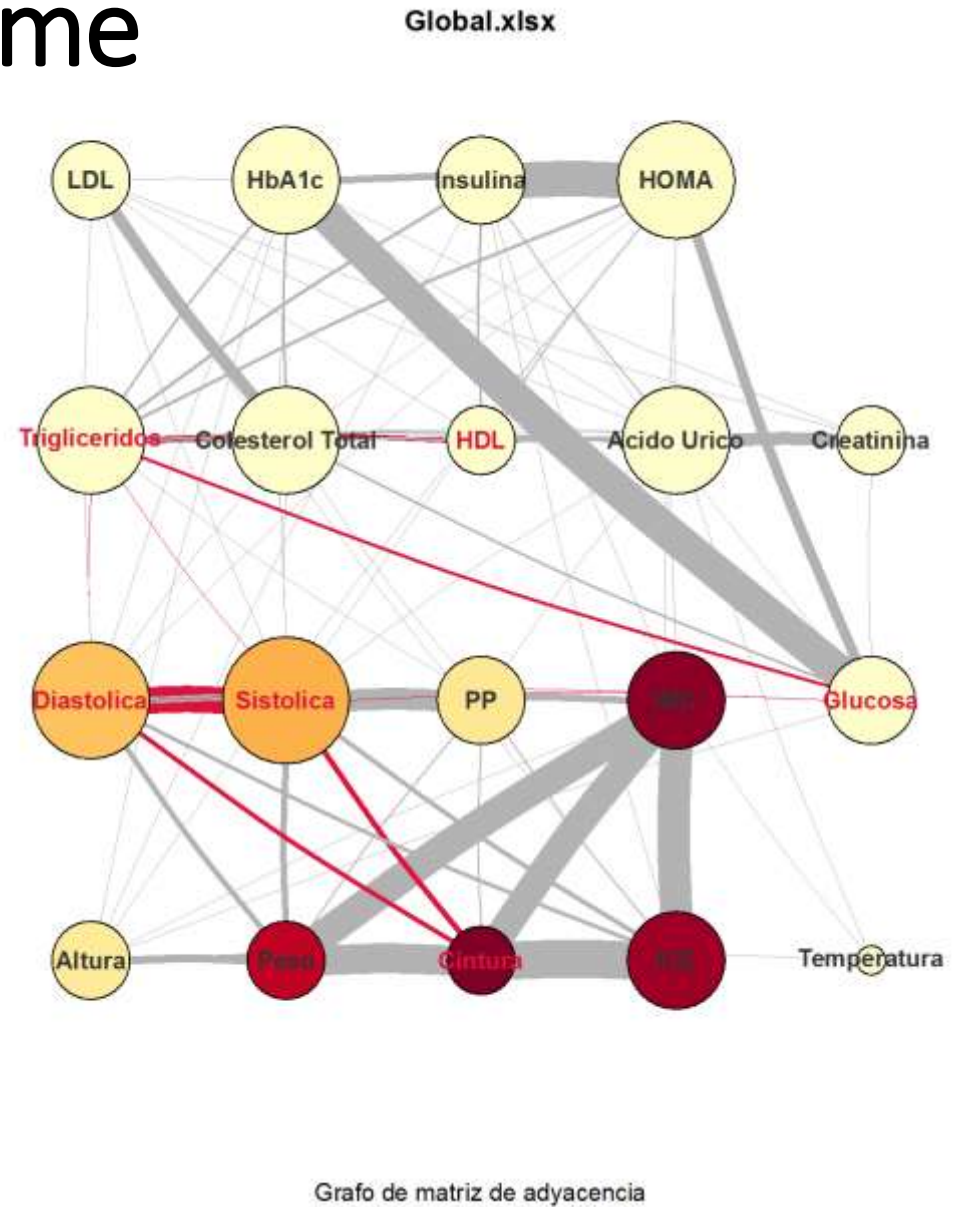 me
Global.xlsx
LDL
HbA1c
Insulina
HOMA
Trigliceridos
Colesterol Total
HDL
Acido Urico
Creatinina
Diastolica
Sistolica
PP
Glucosa
Altura
Peso
Cintura
Temperatura
Grafo de matriz de adyacencia